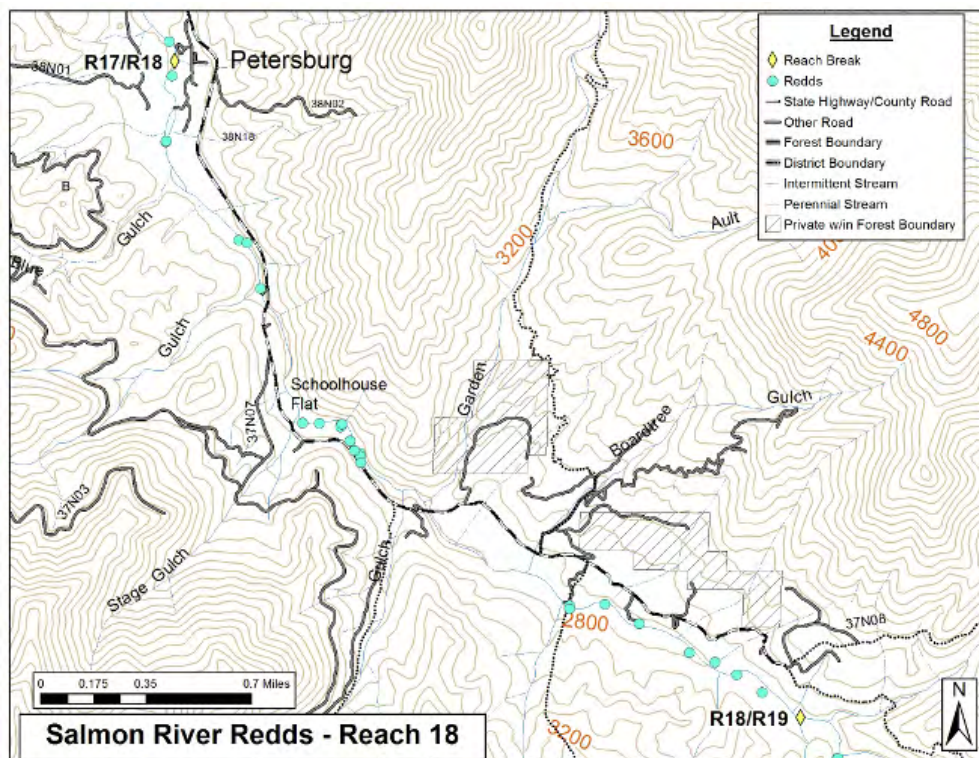 R17/R18
Petersburg
38N01
38N02
38N18
B
Gulch
Blue
Gulch
3600
3200
Ault
4800
4400
Schoolhouse
Flat
37N07
Garden
Boardtree
Gulch
37N03
Stage Gulch
Gulch
2800
37N08
3200
R18/R19
Legend
Reach Break
Redds
State Highway/County Road
Other Road
Forest Boundary
District Boundary
Intermittent Stream
Perennial Stream
Private w/in Forest Boundary
0 0.175 0.35 0.7 Miles
Salmon River Redds - Reach 18
N